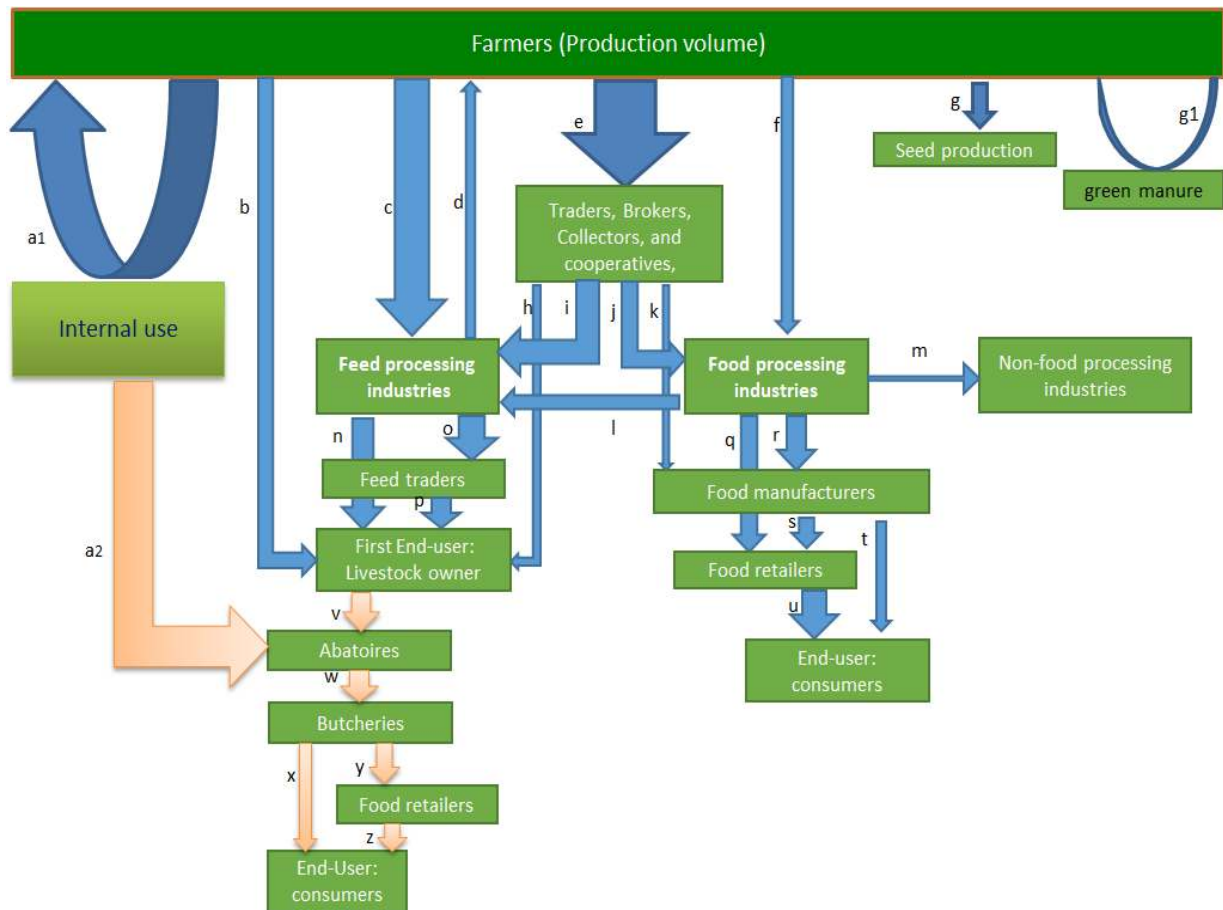 Farmers (Production volume)
g
g1
e
f
Seed production
green manure
b
c
d
a1
Traders, Brokers,
Collectors, and
cooperatives,
Internal use
h
i
j
k
Feed processing
industries
Food processing
industries
m
Non-food processing
industries
l
n
o
q
r
Feed traders
p
Food manufacturers
s
t
a2
First End-user:
Livestock owner
Food retailers
v
u
Abatoires
End-user:
consumers
w
Butcheries
x
y
Food retailers
z
End-User:
consumers